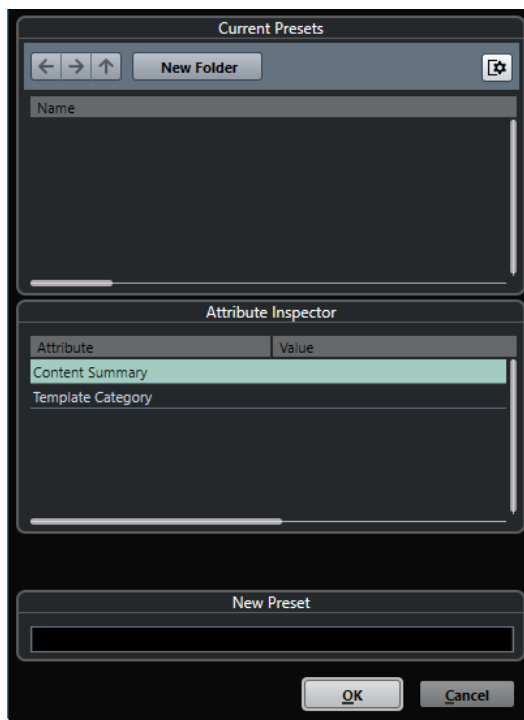 Current Presets
New Folder
Name
Attribute Inspector
Attribute Value
Content Summary
Template Category
New Preset
OK Cancel